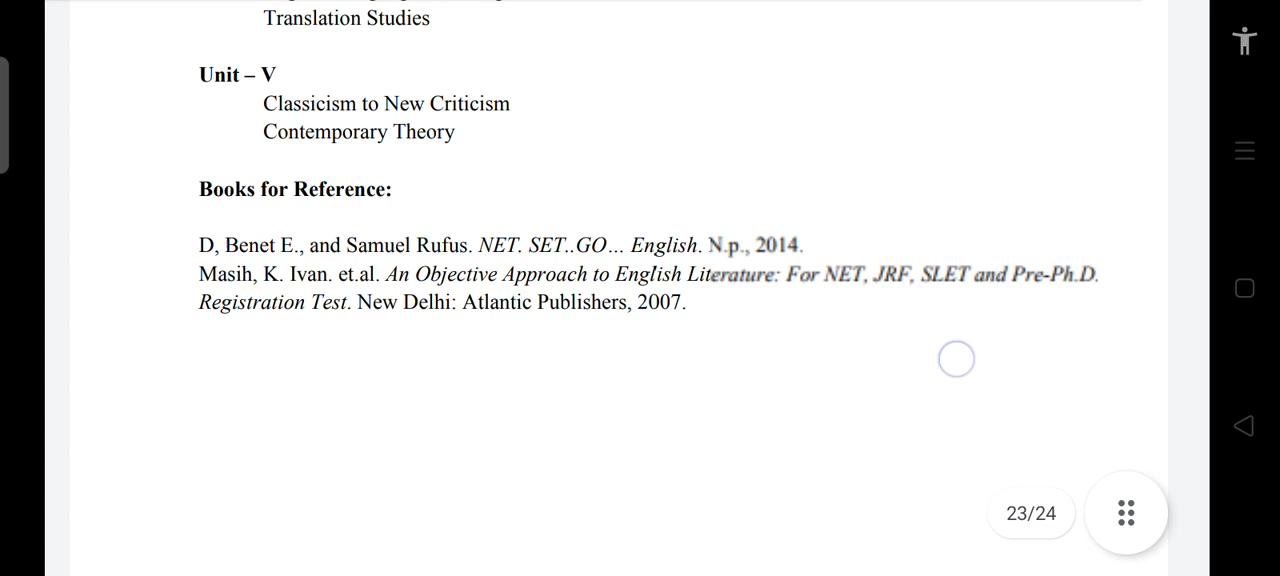 Translation Studies
Unit – V
Classicism to New Criticism
Contemporary Theory
Books for Reference:
D, Benet E., and Samuel Rufus. NET. SET..GO... English. N.p., 2014.
Masih, K. Ivan. et.al. An Objective Approach to English Literature: For NET, JRF, SLET and Pre-Ph.D.
Registration Test. New Delhi: Atlantic Publishers, 2007.
23/24